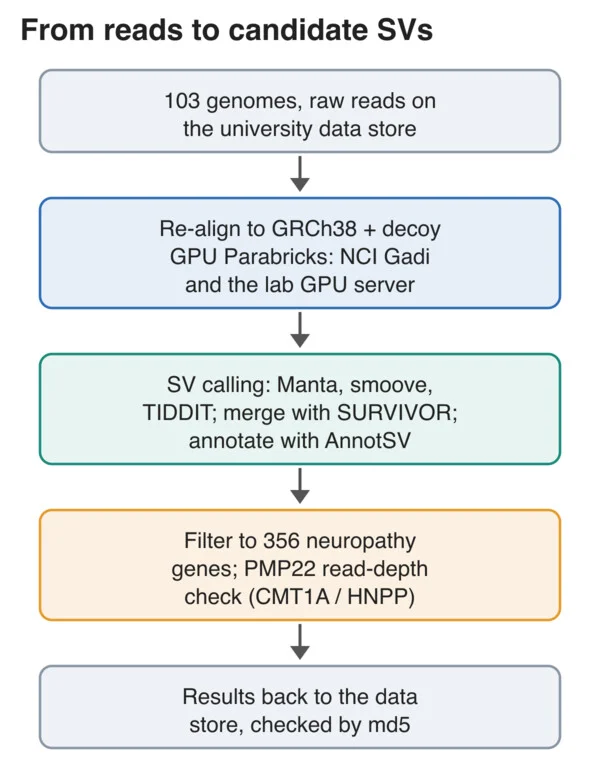 From reads to candidate SVs
103 genomes, raw reads on
the university data store
Re-align to GRCh38 + decoy
GPU Parabricks: NCI Gadi
and the lab GPU server
SV calling: Manta, smoove,
TIDDIT; merge with SURVIVOR;
annotate with AnnotSV
Filter to 356 neuropathy
genes; PMP22 read-depth
check (CMT1A / HNPP)
Results back to the data
store, checked by md5